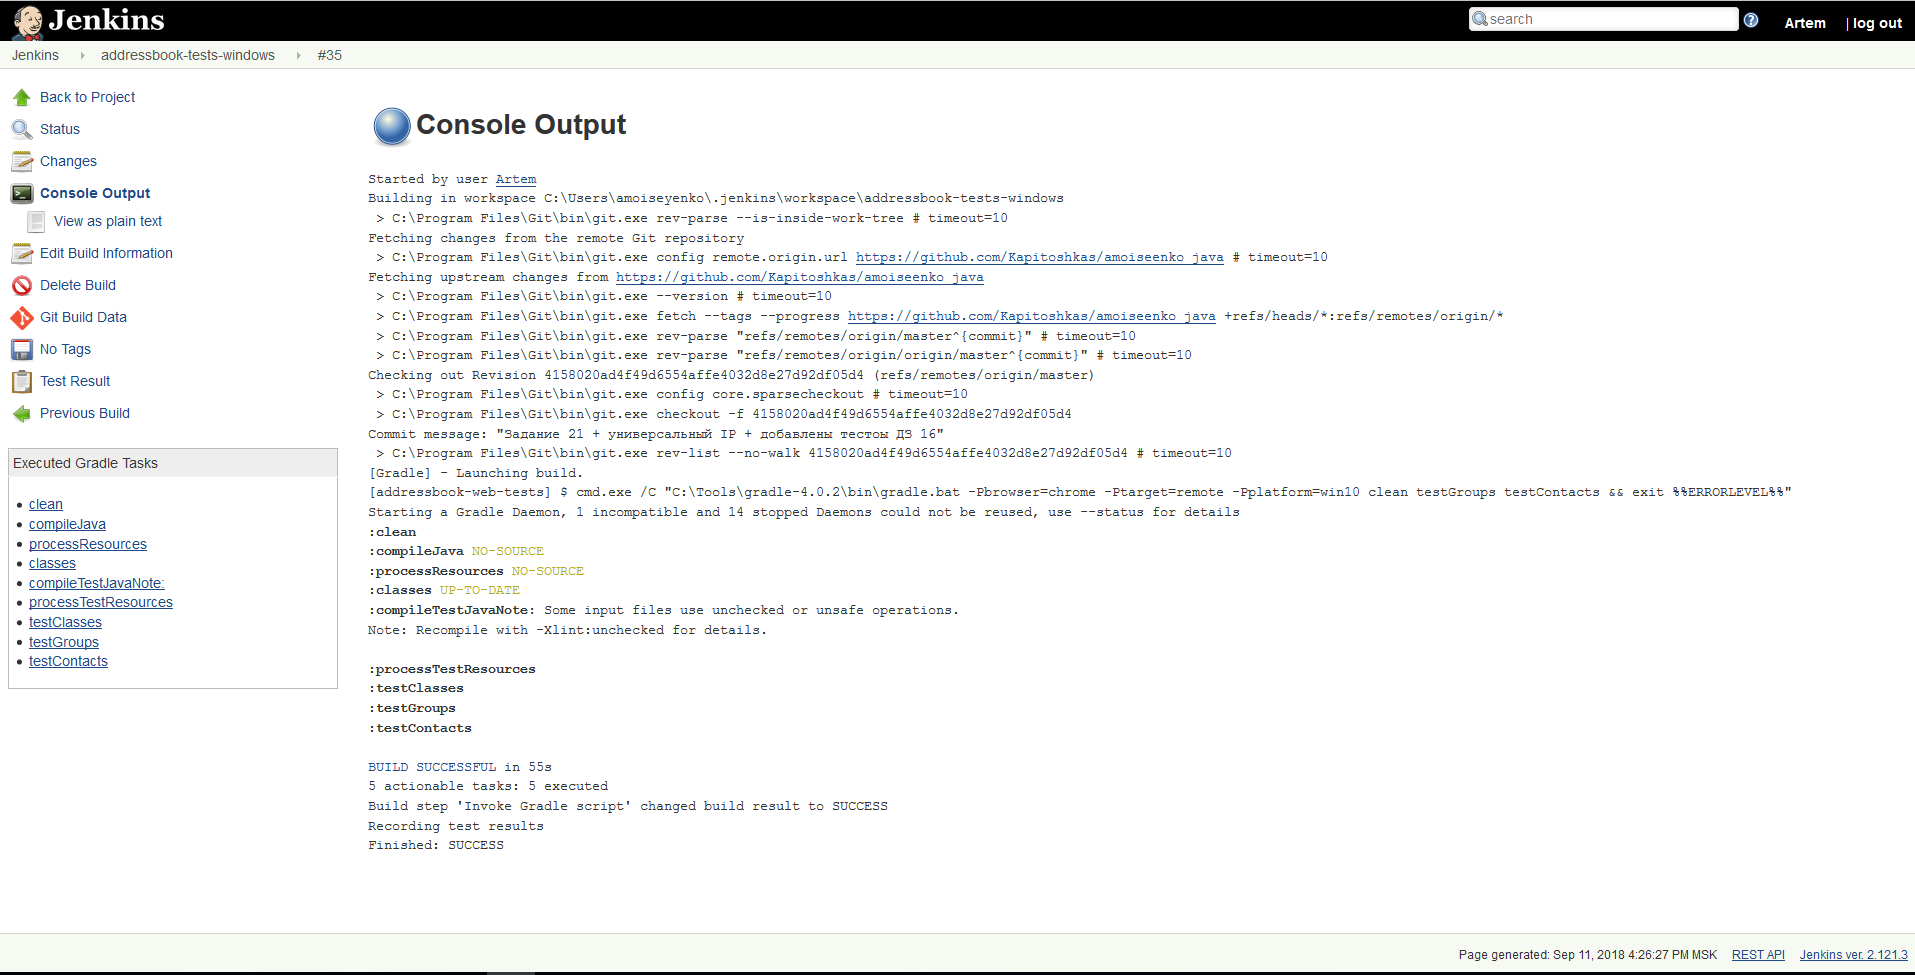 Jenkins
search
Artem
| log out
Jenkins
addressbook-tests-windows
#35
Back to Project
Status
Changes
Console Output
View as plain text
Edit Build Information
Delete Build
Git Build Data
No Tags
Test Result
Previous Build
Executed Gradle Tasks
clean
compileJava
processResources
classes
compileTestJavaNote:
processTestResources
testClasses
testGroups
testContacts
Console Output
Started by user Artem
Building in workspace C:\Users\amoiseyenko\.jenkins\workspace\addressbook-tests-windows
> C:\Program Files\Git\bin\git.exe rev-parse --is-inside-work-tree # timeout=10
Fetching changes from the remote Git repository
> C:\Program Files\Git\bin\git.exe config remote.origin.url https://github.com/Kapitoshkas/amoiseenko_java # timeout=10
Fetching upstream changes from https://github.com/Kapitoshkas/amoiseenko_java
> C:\Program Files\Git\bin\git.exe --version # timeout=10
> C:\Program Files\Git\bin\git.exe fetch --tags --progress https://github.com/Kapitoshkas/amoiseenko_java +refs/heads/*:refs/remotes/origin/*
> C:\Program Files\Git\bin\git.exe rev-parse "refs/remotes/origin/master^{commit}" # timeout=10
> C:\Program Files\Git\bin\git.exe rev-parse "refs/remotes/origin/origin/master^{commit}" # timeout=10
Checking out Revision 4158020ad4f49d6554affe4032d8e27d92df05d4 (refs/remotes/origin/master)
> C:\Program Files\Git\bin\git.exe config core.sparsecheckout # timeout=10
> C:\Program Files\Git\bin\git.exe checkout -f 4158020ad4f49d6554affe4032d8e27d92df05d4
Commit message: "Задание 21 + универсальный IP + добавлены тестоы ДЗ 16"
> C:\Program Files\Git\bin\git.exe rev-list --no-walk 4158020ad4f49d6554affe4032d8e27d92df05d4 # timeout=10
[Gradle] - Launching build.
[addressbook-web-tests] $ cmd.exe /C "C:\Tools\gradle-4.0.2\bin\gradle.bat -Pbrowser=chrome -Ptarget=remote -Pplatform=win10 clean testGroups testContacts && exit %%ERRORLEVEL%%"
Starting a Gradle Daemon, 1 incompatible and 14 stopped Daemons could not be reused, use --status for details
:clean
:compileJava NO-SOURCE
:processResources NO-SOURCE
:classes UP-TO-DATE
:compileTestJavaNote: Some input files use unchecked or unsafe operations.
Note: Recompile with -Xlint:unchecked for details.
:processTestResources
:testClasses
:testGroups
:testContacts
BUILD SUCCESSFUL in 55s
5 actionable tasks: 5 executed
Build step 'Invoke Gradle script' changed build result to SUCCESS
Recording test results
Finished: SUCCESS
Page generated: Sep 11, 2018 4:26:27 PM MSK
REST API
Jenkins ver. 2.121.3